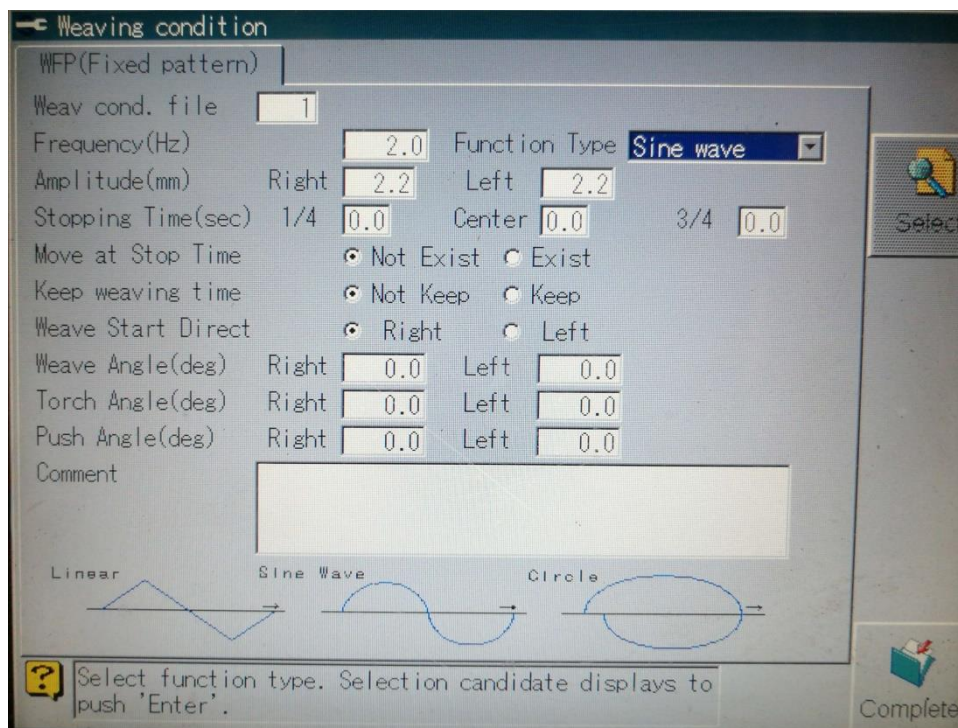 Weaving condition
WFP(Fixed pattern)
Weav cond. file 1
Frequency(Hz) 2.0 Function Type Sine wave
Amplitude(mm) Right 2.2 Left 2.2
Stopping Time(sec) 1/4 0.0 Center 0.0 3/4 0.0
Move at Stop Time Not Exist Exist
Keep weaving time Not Keep Keep
Weave Start Direct Right Left
Weave Angle(deg) Right 0.0 Left 0.0
Torch Angle(deg) Right 0.0 Left 0.0
Push Angle(deg) Right 0.0 Left 0.0
Comment
Linear Sine Wave Circle
Select function type. Selection candidate displays to
push 'Enter'.
Selec
Complete